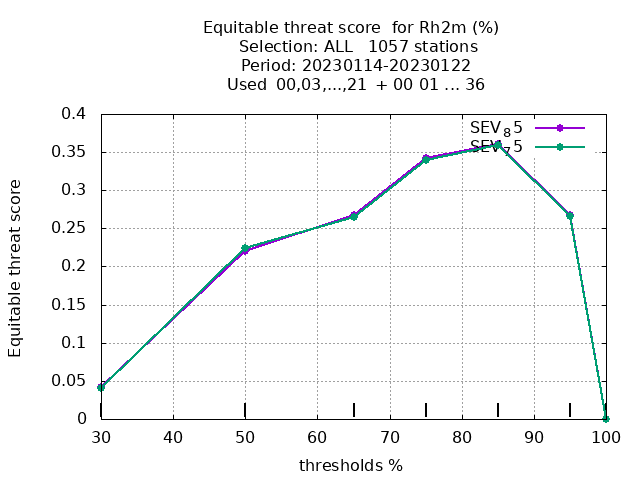 Equitable threat score  for Rh2m (%)
Selection: ALL   1057 stations
Period: 20230114-20230122
Used  00,03,...,21  + 00 01 ... 36
SEV_85
SEV_75
Equitable threat score
0.4
0.35
0.3
0.25
0.2
0.15
0.1
0.05
0
30 40 50 60 70 80 90 100
thresholds %